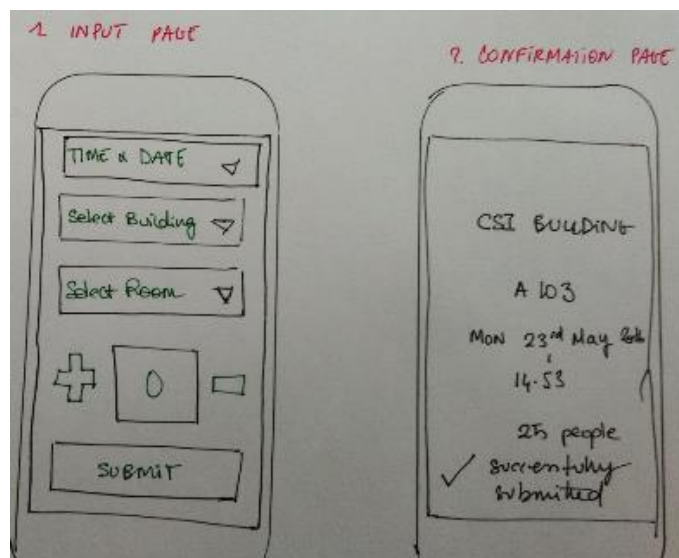 1 INPUT PAGE
TIME & DATE
Select Building
Select Room
0
SUBMIT
2. CONFIRMATION PAGE
CSI BUILDING
A 103
MON 23rd May
14.53
25 people
✓ successfully
submitted